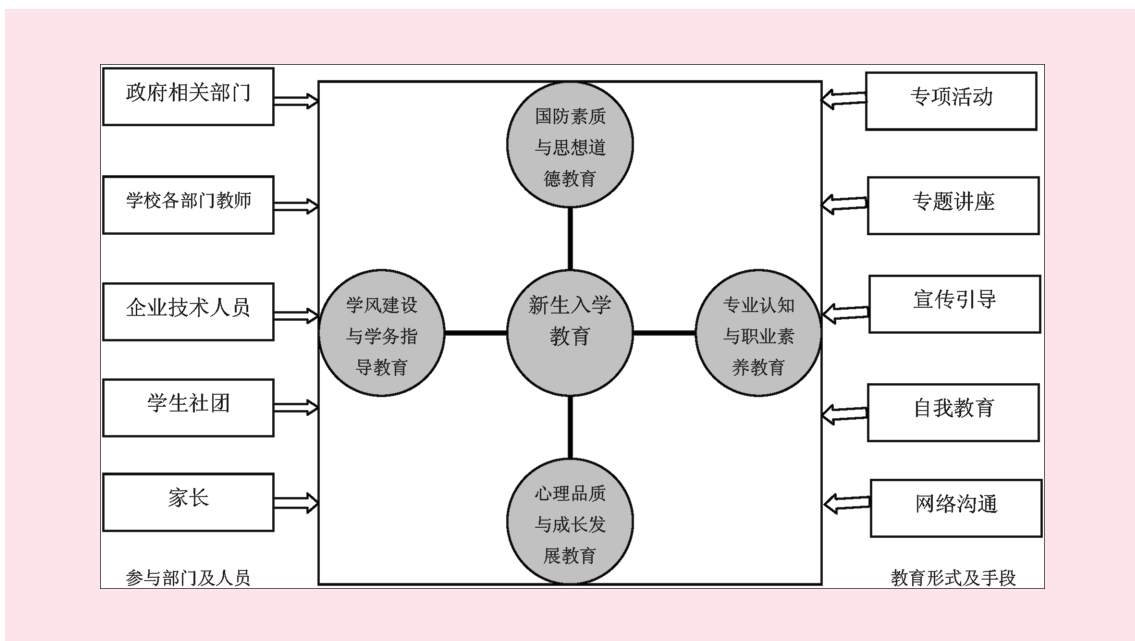 政府相关部门
学校各部门教师
企业技术人员
学生社团
家长
参与部门及人员
国防素质
与思想道
德教育
学风建设
与学务指
导教育
新生入学
教育
专业认知
与职业素
养教育
心理品质
与成长发
展教育
专项活动
专题讲座
宣传引导
自我教育
网络沟通
教育形式及手段